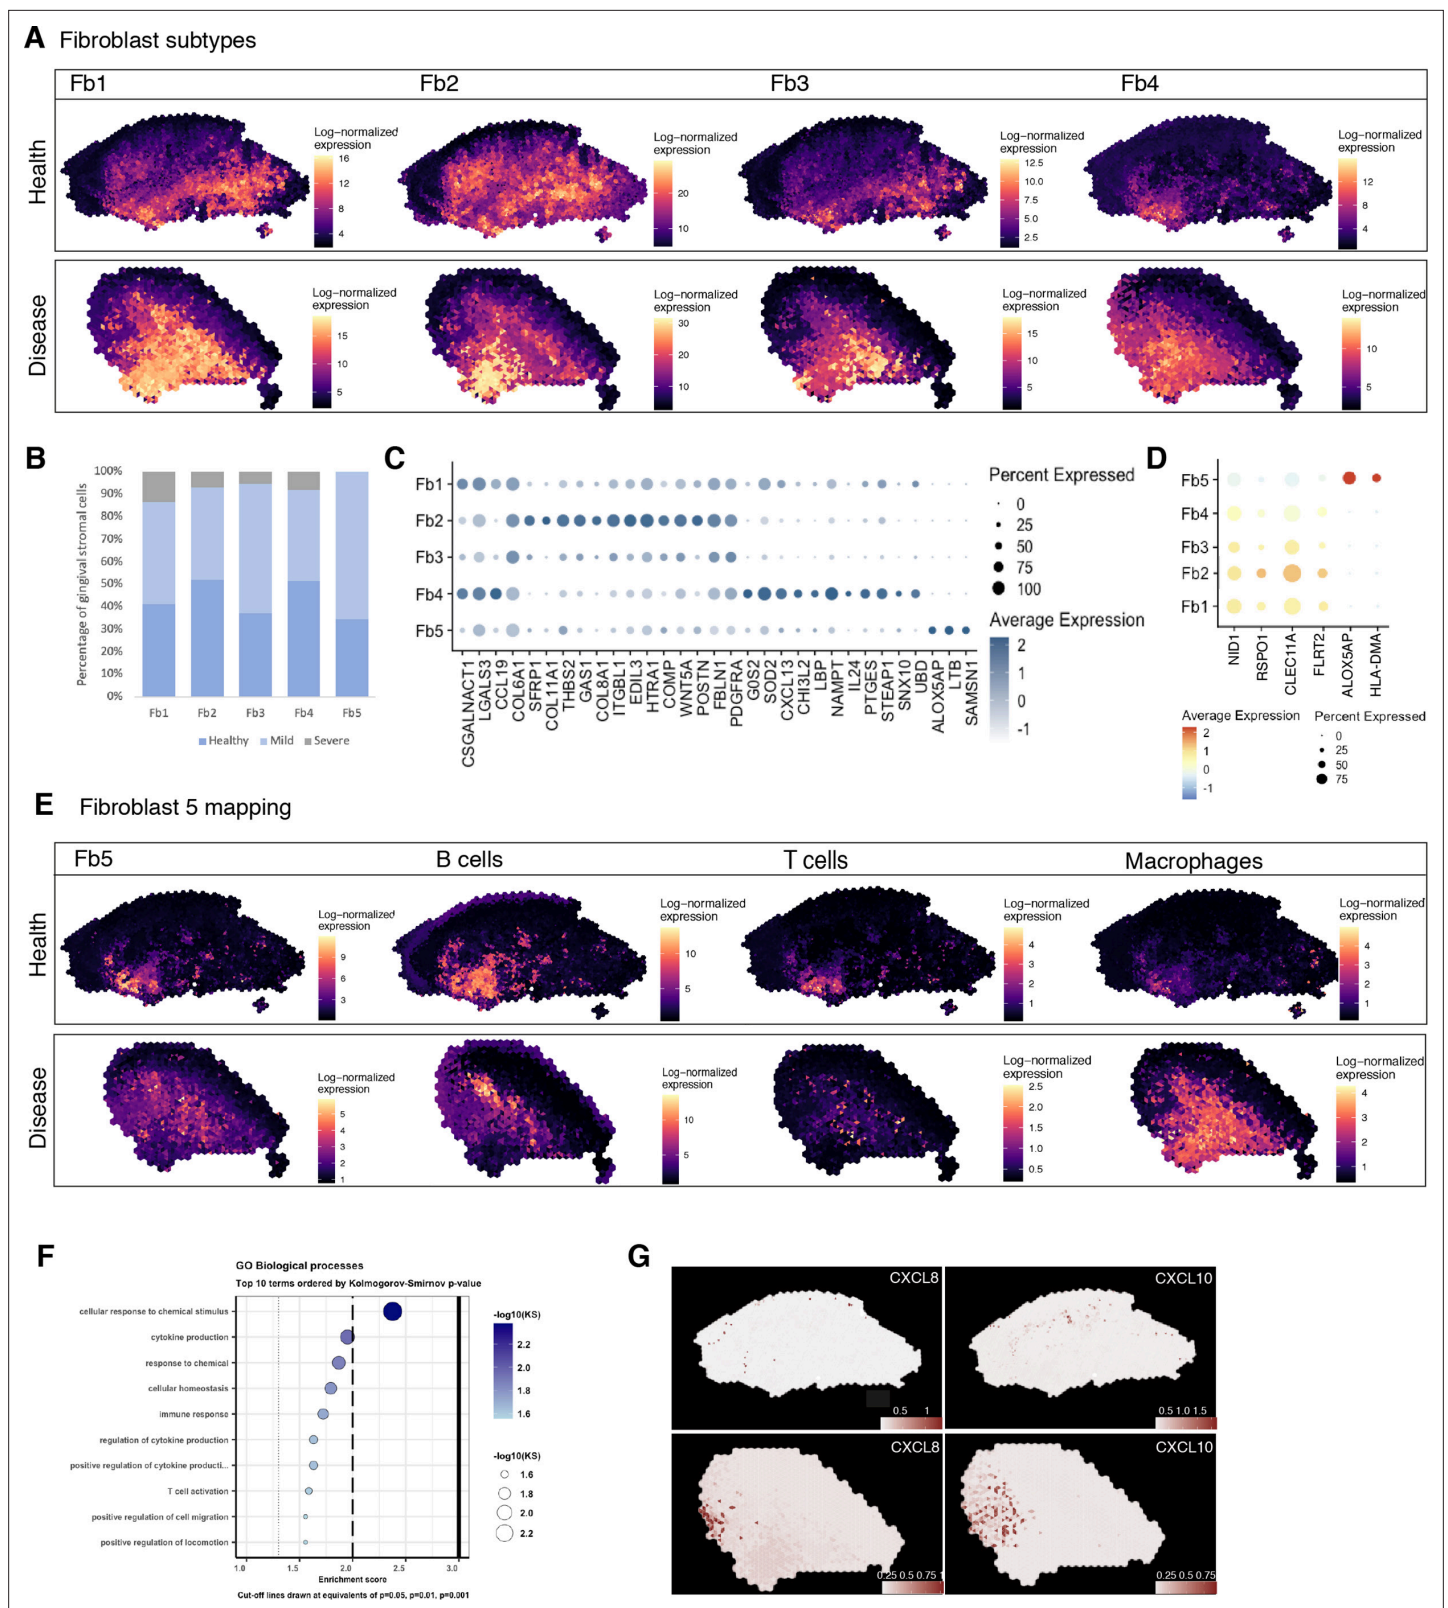 A Fibroblast subtypes
Fb1 Fb2 Fb3 Fb4
Health
Log-normalized expression
16
12
8
4
Log-normalized expression
20
10
Log-normalized expression
12.5
10.0
7.5
5.0
2.5
Log-normalized expression
12
8
4
Disease
Log-normalized expression
15
10
5
Log-normalized expression
30
20
10
Log-normalized expression
15
10
5
Log-normalized expression
10
5
B
Percentage of gingival stromal cells
100%
90%
80%
70%
60%
50%
40%
30%
20%
10%
0%
Fb1 Fb2 Fb3 Fb4 Fb5
Healthy Mild Severe
C
Fb1
Fb2
Fb3
Fb4
Fb5
CSGALNACT1
LGALS3
CCL19
COL6A1
SFRP1
COL11A1
THBS2
GAS1
COL8A1
ITGBL1
EDIL3
HTRA1
COMP
WNT5A
POSTN
FBLN1
PDGFRA
G0S2
SOD2
CXCL13
CHI3L2
LBP
NAMPT
IL24
PTGES
STEAP1
SNX10
UBD
ALOX5AP
LTB
SAMSN1
Percent Expressed
0
25
50
75
100
Average Expression
2
1
0
-1
D
Fb5
Fb4
Fb3
Fb2
Fb1
NID1
RSPO1
CLEC11A
FLRT2
ALOX5AP
HLA-DMA
Average Expression
2
1
0
-1
Percent Expressed
0
25
50
75
E Fibroblast 5 mapping
Fb5 B cells T cells Macrophages
Health
Log-normalized expression
9
6
3
Log-normalized expression
10
5
Log-normalized expression
4
3
2
1
Log-normalized expression
4
3
2
1
Disease
Log-normalized expression
5
4
3
2
1
Log-normalized expression
10
5
Log-normalized expression
2.5
2.0
1.5
1.0
0.5
Log-normalized expression
4
3
2
1
F
GO Biological processes
Top 10 terms ordered by Kolmogorov-Smirnov p-value
cellular response to chemical stimulus
cytokine production
response to chemical
cellular homeostasis
immune response
regulation of cytokine production
positive regulation of cytokine producti...
T cell activation
positive regulation of cell migration
positive regulation of locomotion
1.0 1.5 2.0 2.5 3.0
Enrichment score
Cut-off lines drawn at equivalents of p=0.05, p=0.01, p=0.001
-log10(KS)
2.2
2.0
1.8
1.6
-log10(KS)
1.6
1.8
2.0
2.2
G
CXCL8
0.5 1
CXCL10
0.5 1.0 1.5
CXCL8
0.25 0.5 0.75 1
CXCL10
0.25 0.5 0.75